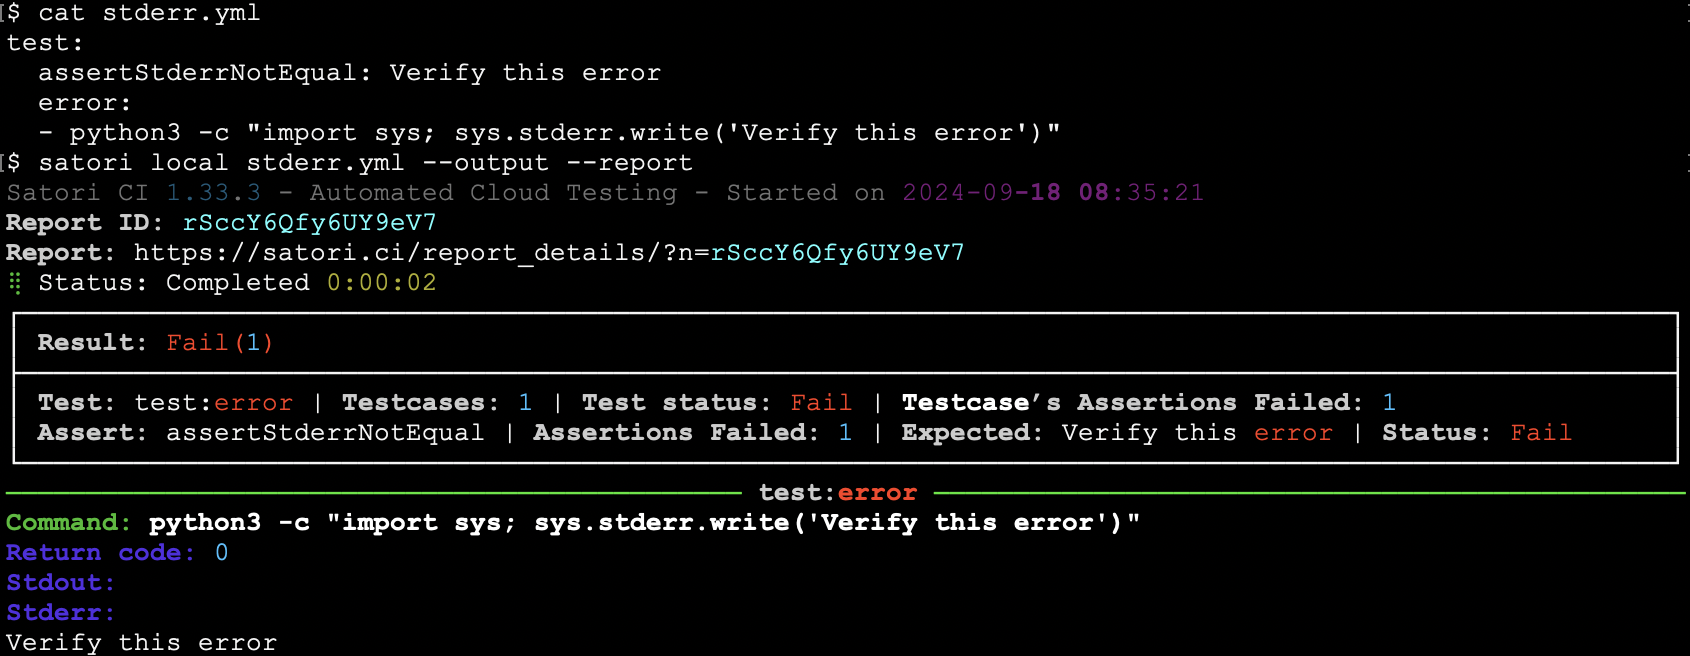 [$ cat stderr.yml
test:
  assertStderrNotEqual: Verify this error
  error:
  - python3 -c "import sys; sys.stderr.write('Verify this error')"
[$ satori local stderr.yml --output --report
Satori CI 1.33.3 - Automated Cloud Testing - Started on 2024-09-18 08:35:21
Report ID: rSccY6Qfy6UY9eV7
Report: https://satori.ci/report_details/?n=rSccY6Qfy6UY9eV7
⣾ Status: Completed 0:00:02
Result: Fail(1)
Test: test:error | Testcases: 1 | Test status: Fail | Testcase’s Assertions Failed: 1
Assert: assertStderrNotEqual | Assertions Failed: 1 | Expected: Verify this error | Status: Fail
test:error
Command: python3 -c "import sys; sys.stderr.write('Verify this error')"
Return code: 0
Stdout:
Stderr:
Verify this error